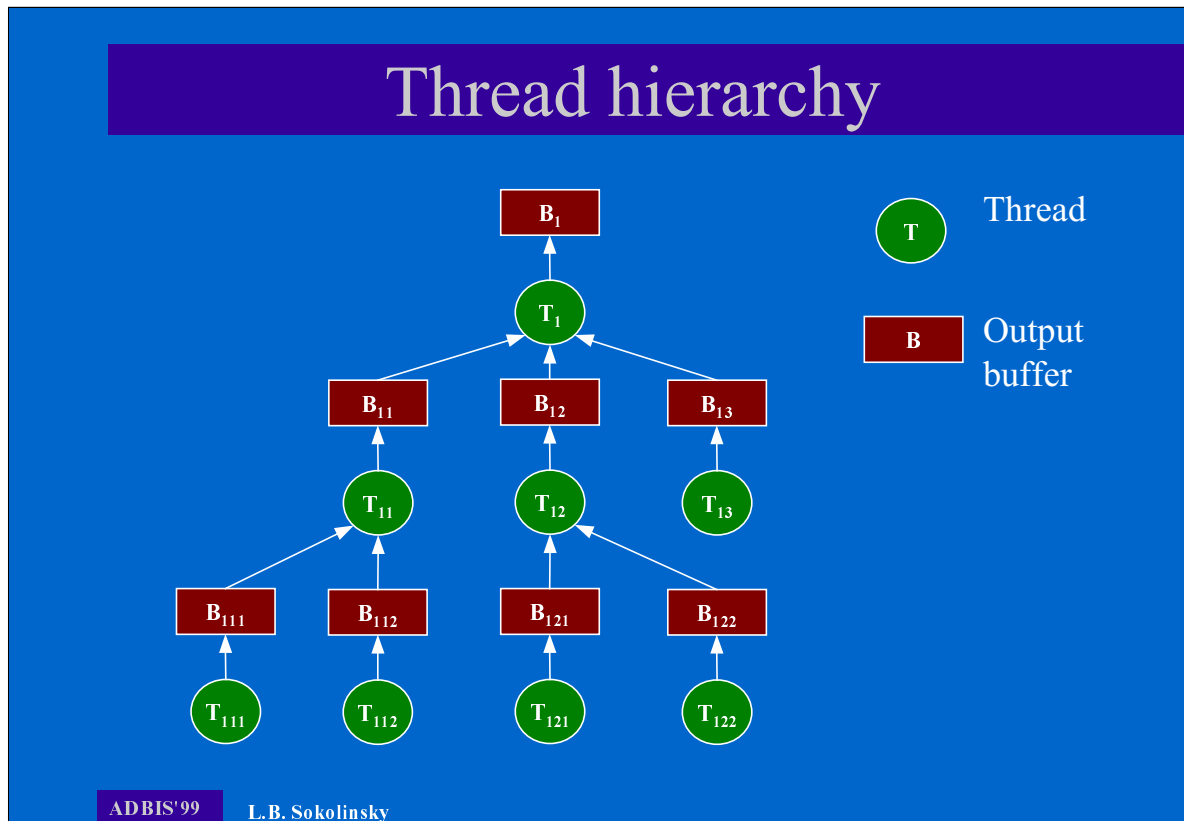 Thread hierarchy
B₁
T
Thread
T₁
B
Output
buffer
B₁₁ B₁₂ B₁₃
T₁₁ T₁₂ T₁₃
B₁₁₁ B₁₁₂ B₁₂₁ B₁₂₂
T₁₁₁ T₁₁₂ T₁₂₁ T₁₂₂
ADBIS'99 L.B. Sokolinsky